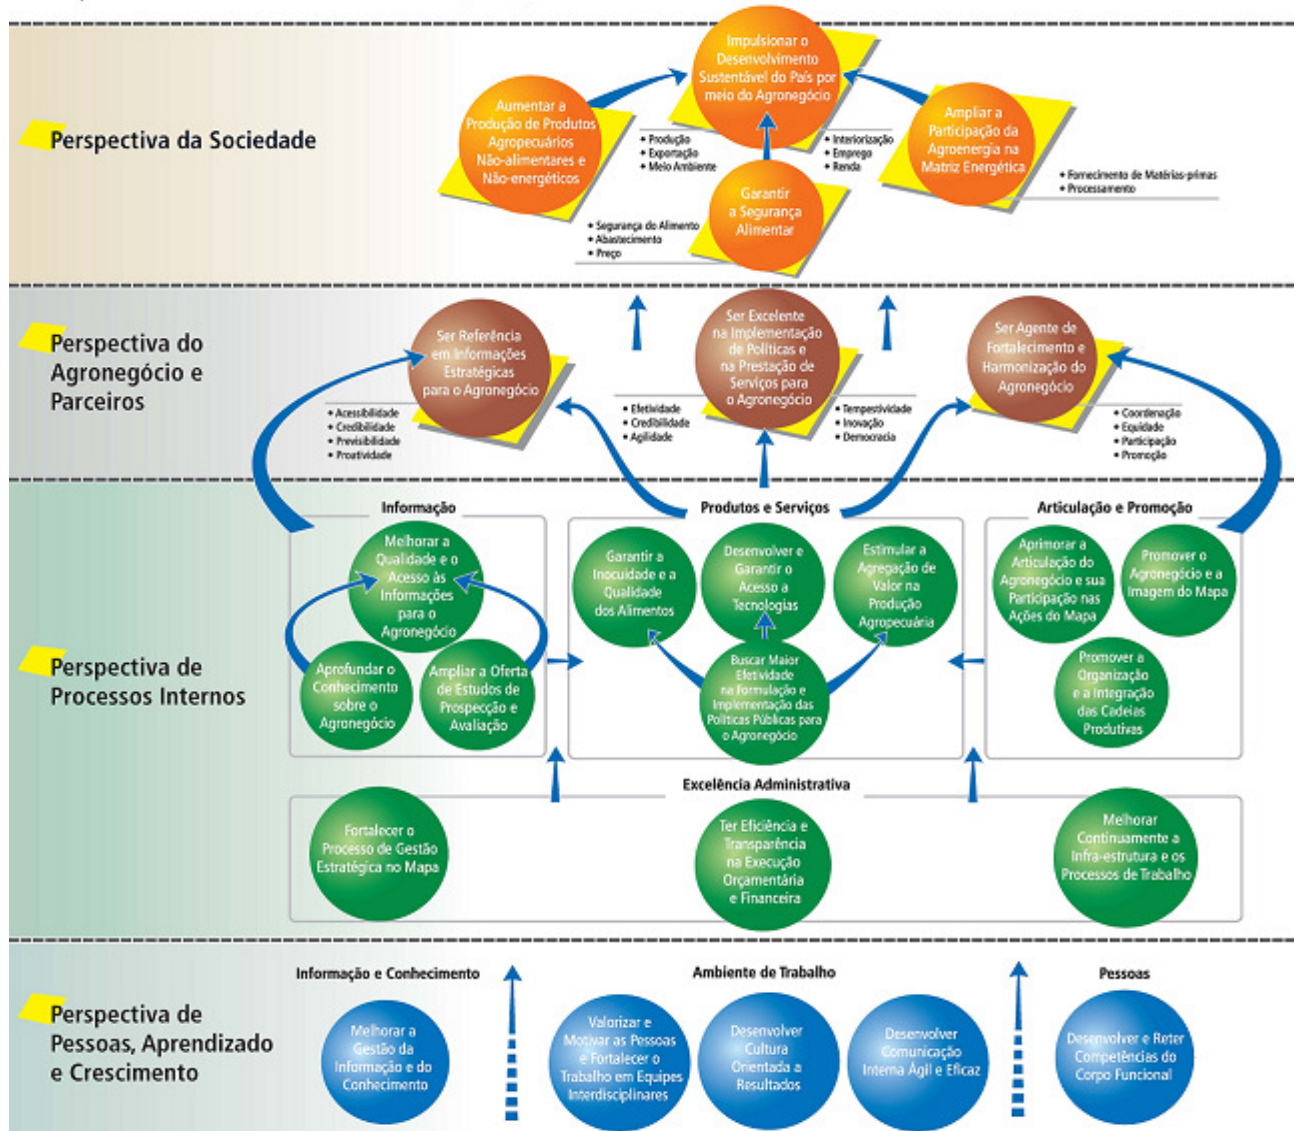 Perspectiva da Sociedade
Impulsionar o
Desenvolvimento
Sustentável do País por
meio do Agronegócio
Aumentar a
Produção de Produtos
Agropecuários
Não-alimentares e
Não-energéticos
• Produção
• Exportação
• Meio Ambiente
• Interiorização
• Emprego
• Renda
Ampliar a
Participação da
Agroenergia na
Matriz Energética
• Fornecimento de Matérias-primas
• Processamento
Garantir
a Segurança
Alimentar
• Segurança do Alimento
• Abastecimento
• Preço
Perspectiva do
Agronegócio e
Parceiros
Ser Referência
em Informações
Estratégicas
para o Agronegócio
• Acessibilidade
• Credibilidade
• Previsibilidade
• Proatividade
Ser Excelente
na Implementação
de Políticas e
na Prestação de
Serviços para
o Agronegócio
• Efetividade
• Credibilidade
• Agilidade
• Tempestividade
• Inovação
• Democracia
Ser Agente de
Fortalecimento e
Harmonização do
Agronegócio
• Coordenação
• Equidade
• Participação
• Promoção
Perspectiva de
Processos Internos
Informação
Melhorar a
Qualidade e o
Acesso às
Informações
para o
Agronegócio
Aprofundar o
Conhecimento
sobre o
Agronegócio
Ampliar a Oferta
de Estudos de
Prospecção e
Avaliação
Produtos e Serviços
Garantir a
Inocuidade e a
Qualidade
dos Alimentos
Desenvolver e
Garantir o
Acesso a
Tecnologias
Estimular a
Agregação de
Valor na
Produção
Agropecuária
Buscar Maior
Efetividade
na Formulação e
Implementação das
Políticas Públicas para
o Agronegócio
Articulação e Promoção
Aprimorar a
Articulação do
Agronegócio e sua
Participação nas
Ações do Mapa
Promover o
Agronegócio e a
Imagem do Mapa
Promover a
Organização
e a Integração
das Cadeias
Produtivas
Excelência Administrativa
Fortalecer o
Processo de Gestão
Estratégica no Mapa
Ter Eficiência e
Transparência
na Execução
Orçamentária
e Financeira
Melhorar
Continuamente a
Infra-estrutura e os
Processos de Trabalho
Perspectiva de
Pessoas, Aprendizado
e Crescimento
Informação e Conhecimento
Melhorar a
Gestão da
Informação e do
Conhecimento
Ambiente de Trabalho
Valorizar e
Motivar as Pessoas
e Fortalecer o
Trabalho em Equipes
Interdisciplinares
Desenvolver
Cultura
Orientada a
Resultados
Desenvolver
Comunicação
Interna Ágil e Eficaz
Pessoas
Desenvolver e Reter
Competências do
Corpo Funcional